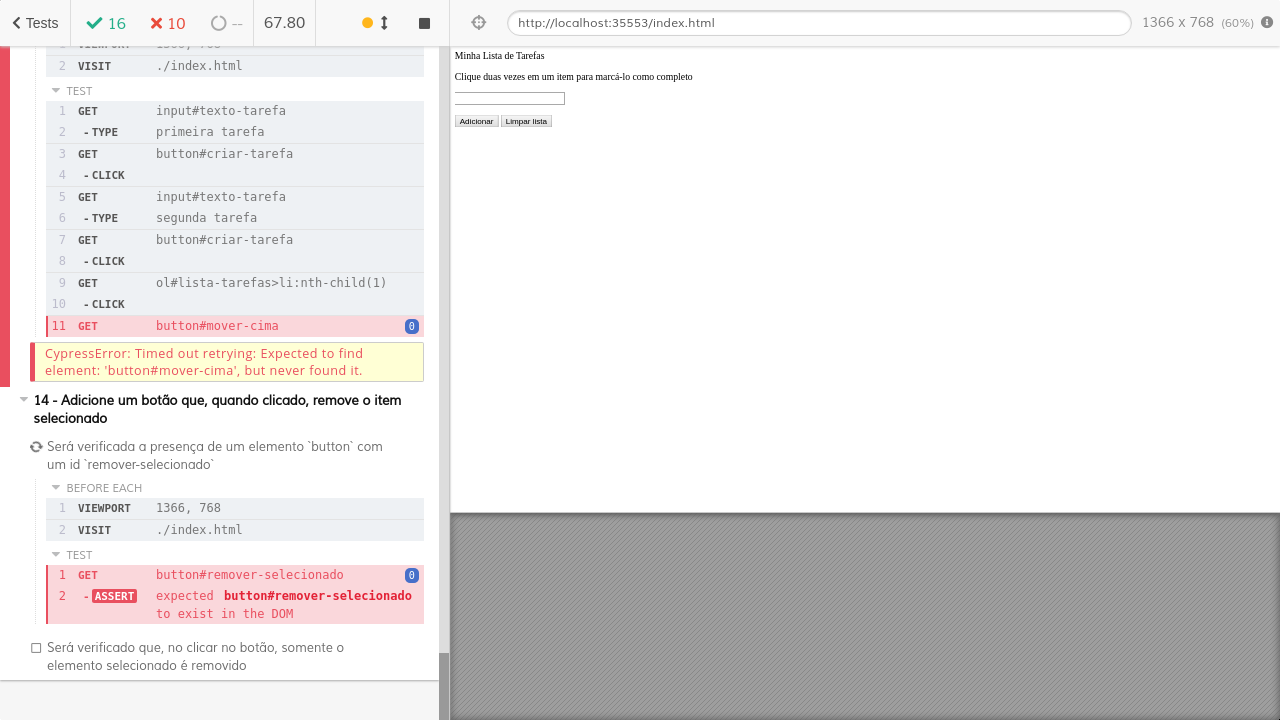 Tests 16 10 -- 67.80
http://localhost:35553/index.html 1366 x 768 (60%)
1 VIEWPORT 1366, 768
2 VISIT ./index.html
TEST
1 GET input#texto-tarefa
2 - TYPE primeira tarefa
3 GET button#criar-tarefa
4 - CLICK
5 GET input#texto-tarefa
6 - TYPE segunda tarefa
7 GET button#criar-tarefa
8 - CLICK
9 GET ol#lista-tarefas>li:nth-child(1)
10 - CLICK
11 GET button#mover-cima 0
CypressError: Timed out retrying: Expected to find
element: 'button#mover-cima', but never found it.
14 - Adicione um botão que, quando clicado, remove o item
selecionado
Será verificada a presença de um elemento `button` com
um id `remover-selecionado`
BEFORE EACH
1 VIEWPORT 1366, 768
2 VISIT ./index.html
TEST
1 GET button#remover-selecionado 0
2 - ASSERT expected button#remover-selecionado
to exist in the DOM
Será verificado que, no clicar no botão, somente o
elemento selecionado é removido
Minha Lista de Tarefas
Clique duas vezes em um item para marcá-lo como completo
Adicionar Limpar lista